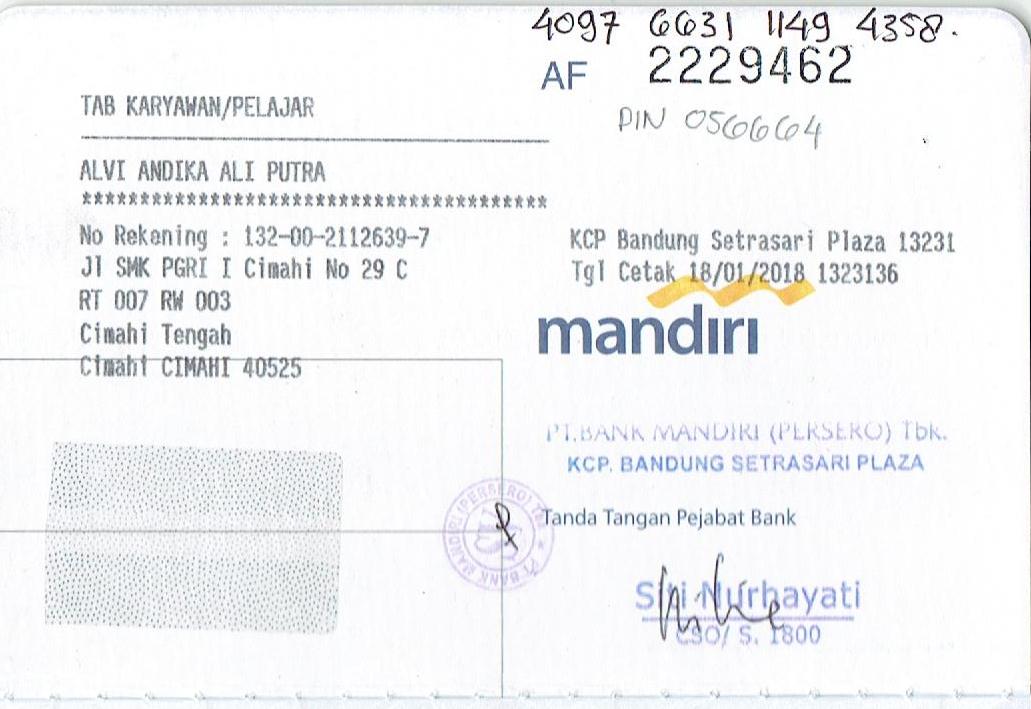 4097 6631 1149 4358.
AF 2229462
PIN 056664
TAB KARYAWAN/PELAJAR
ALVI ANDIKA ALI PUTRA
****************************************
No Rekening : 132-00-2112639-7
Jl SMK PGRI I Cimahi No 29 C
RT 007 RW 003
Cimahi Tengah
Cimahi CIMAHI 40525
KCP Bandung Setrasari Plaza 13231
Tgl Cetak 18/01/2018 1323136
mandiri
PT.BANK MANDIRI (PERSERO) Tbk.
KCP. BANDUNG SETRASARI PLAZA
PT BANK MANDIRI (PERSERO) Tbk
Tanda Tangan Pejabat Bank
Nurhayati
CSO/ S. 1800